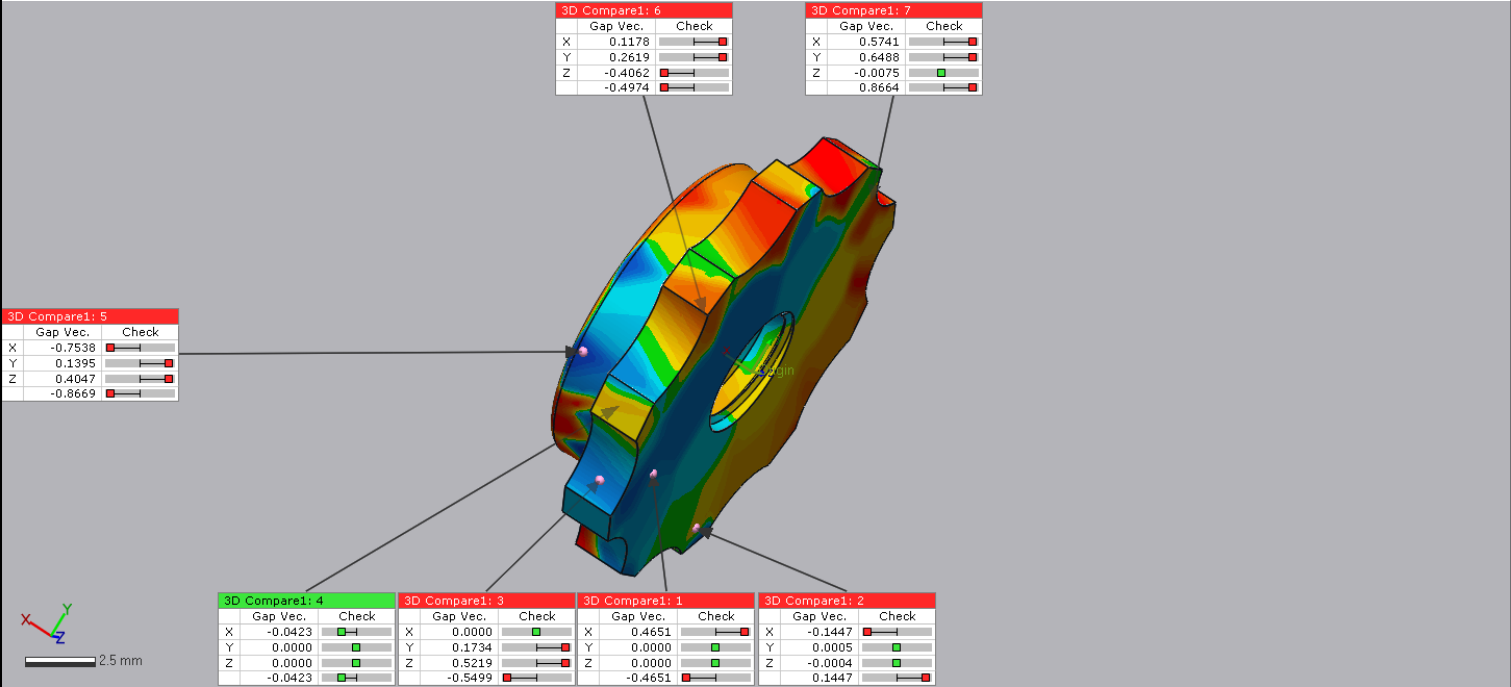 3D Compare1: 6
Gap Vec. Check
X 0.1178
Y 0.2619
Z -0.4062
-0.4974
3D Compare1: 7
Gap Vec. Check
X 0.5741
Y 0.6488
Z -0.0075
0.8664
3D Compare1: 5
Gap Vec. Check
X -0.7538
Y 0.1395
Z 0.4047
-0.8669
Origin
3D Compare1: 4
Gap Vec. Check
X -0.0423
Y 0.0000
Z 0.0000
-0.0423
3D Compare1: 3
Gap Vec. Check
X 0.0000
Y 0.1734
Z 0.5219
-0.5499
3D Compare1: 1
Gap Vec. Check
X 0.4651
Y 0.0000
Z 0.0000
-0.4651
3D Compare1: 2
Gap Vec. Check
X -0.1447
Y 0.0005
Z -0.0004
0.1447
X Y Z
2.5 mm